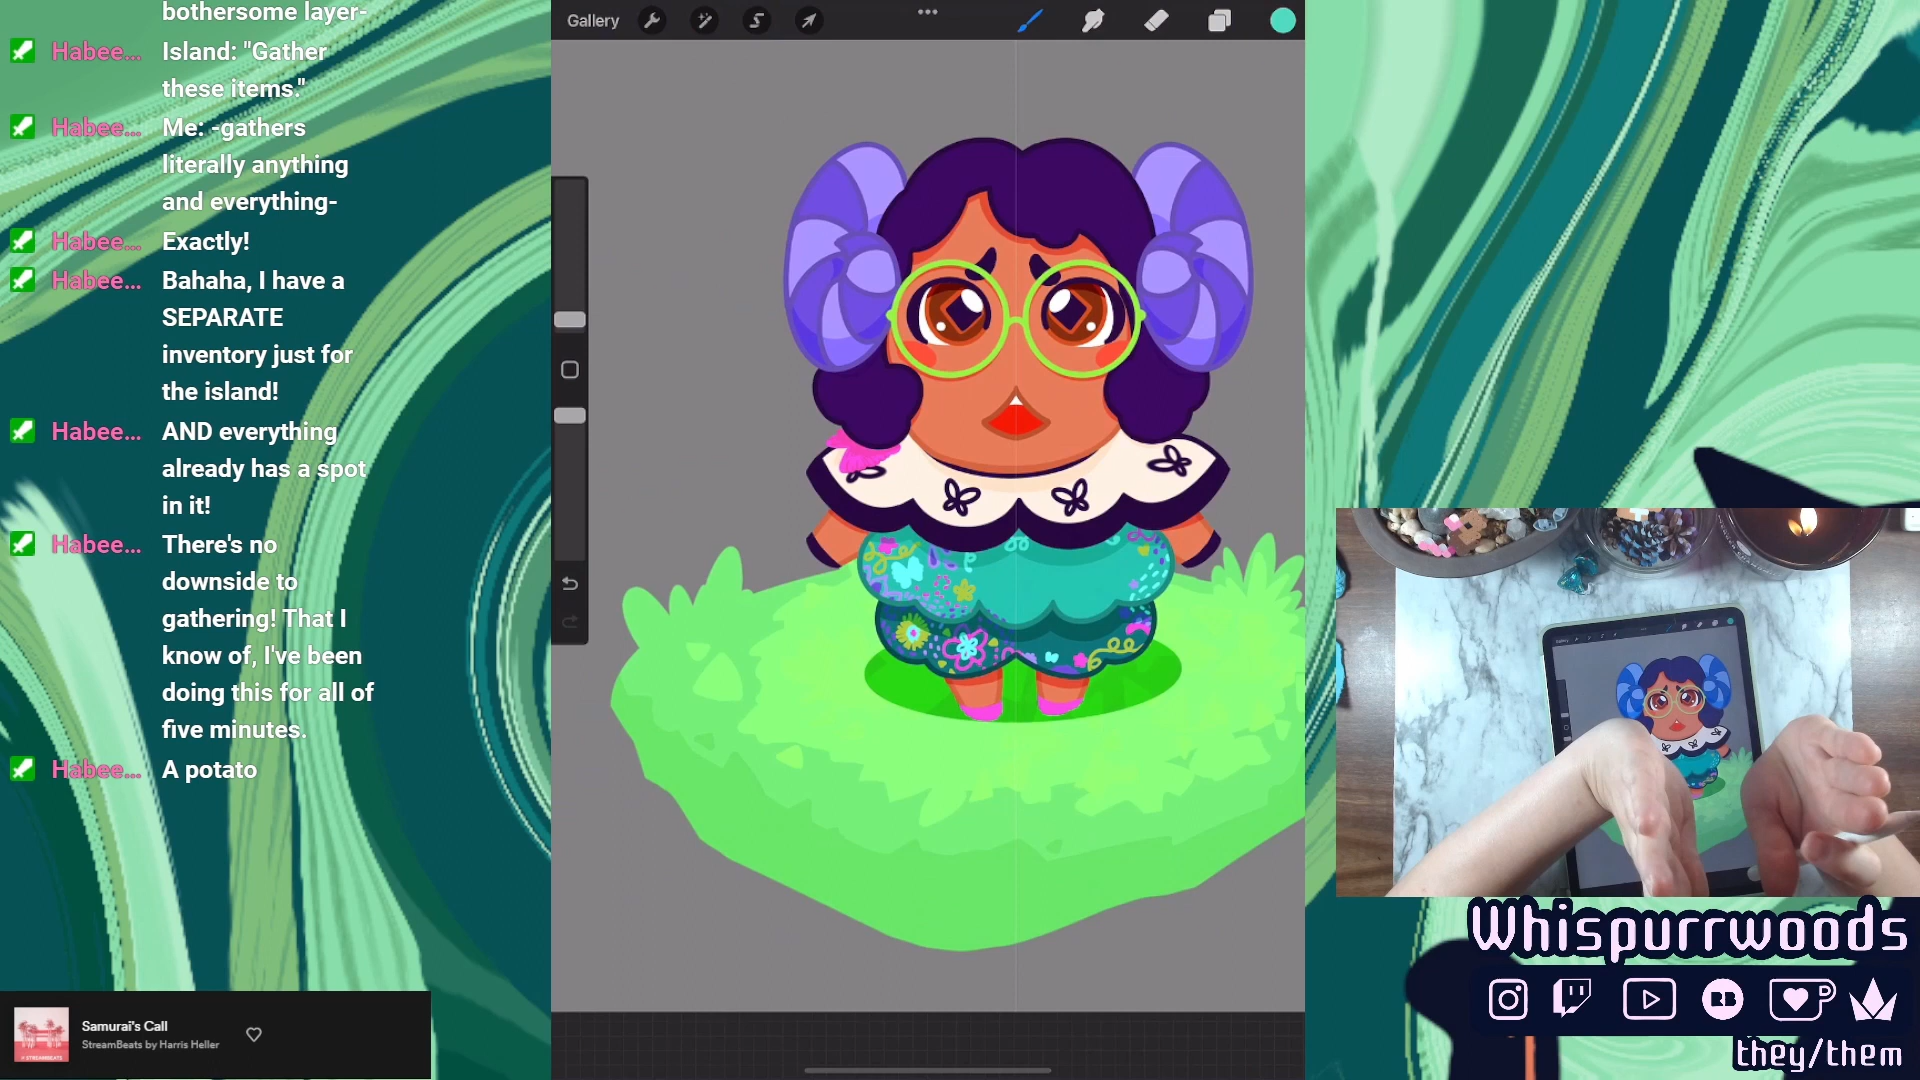 bothersome layer-
Habee... Island: "Gather
these items."
Habee... Me: -gathers
literally anything
and everything-
Habee... Exactly!
Habee... Bahaha, I have a
SEPARATE
inventory just for
the island!
Habee... AND everything
already has a spot
in it!
Habee... There's no
downside to
gathering! That I
know of, I've been
doing this for all of
five minutes.
Habee... A potato
Samurai's Call
StreamBeats by Harris Heller
Gallery
Whispurrwoods
RB
they/them